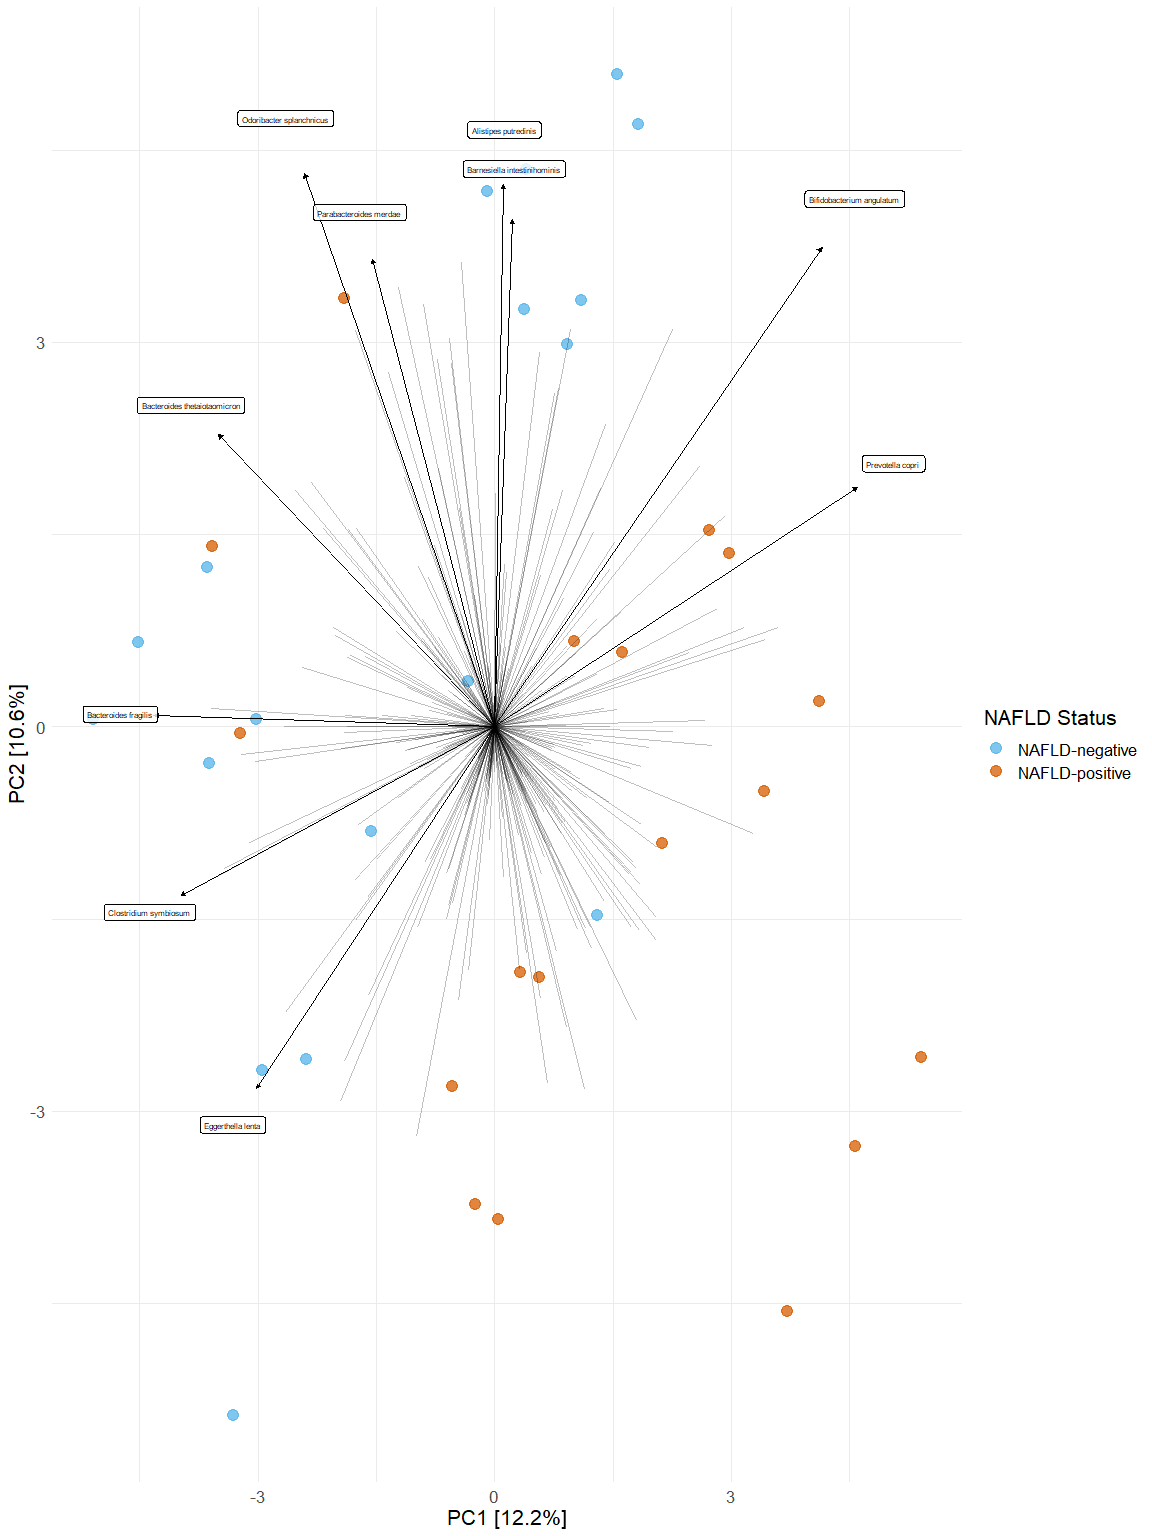 Odoribacter splanchnicus
Alistipes putredinis
Barnesiella intestinihominis
Bifidobacterium angulatum
Parabacteroides merdae
3
Bacteroides thetaiotaomicron
Prevotella copri
Bacteroides fragilis
0
PC2 [10.6%]
NAFLD Status
NAFLD-negative
NAFLD-positive
Clostridium symbiosum
-3
Eggerthella lenta
-3 0 3
PC1 [12.2%]